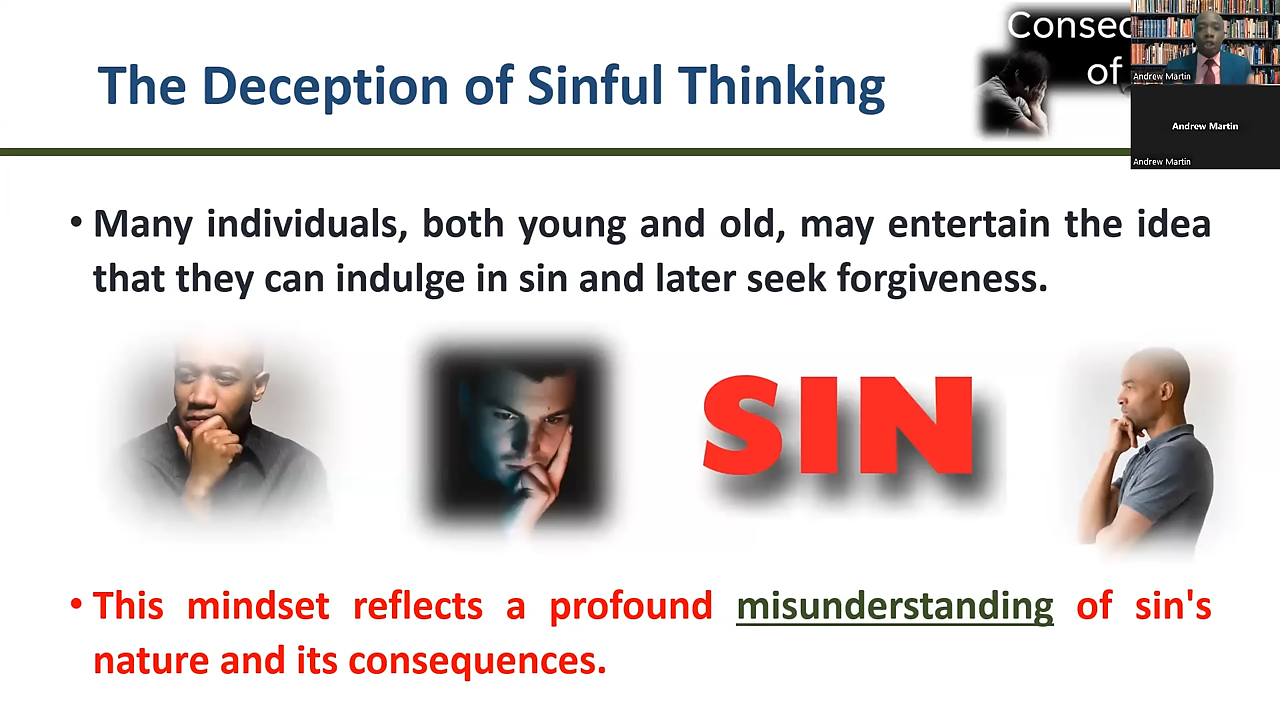 The Deception of Sinful Thinking
Consec
of
Andrew Martin
Andrew Martin
Andrew Martin
• Many individuals, both young and old, may entertain the idea
that they can indulge in sin and later seek forgiveness.
SIN
• This mindset reflects a profound misunderstanding of sin's
nature and its consequences.